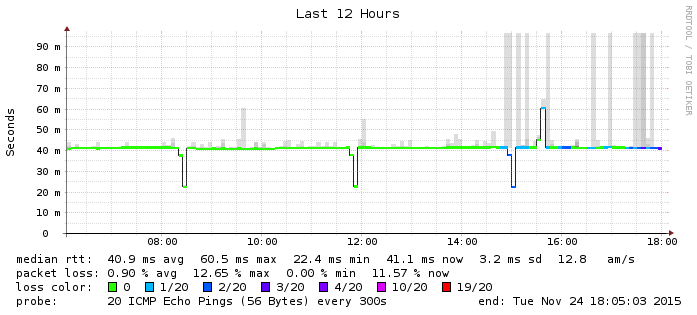 Last 12 Hours
RRDTOOL / TOBI OETIKER
Seconds
90 m
80 m
70 m
60 m
50 m
40 m
30 m
20 m
10 m
0
08:00 10:00 12:00 14:00 16:00 18:00
median rtt: 40.9 ms avg 60.5 ms max 22.4 ms min 41.1 ms now 3.2 ms sd 12.8 am/s
packet loss: 0.90 % avg 12.65 % max 0.00 % min 11.57 % now
loss color: 0 1/20 2/20 3/20 4/20 10/20 19/20
probe: 20 ICMP Echo Pings (56 Bytes) every 300s end: Tue Nov 24 18:05:03 2015